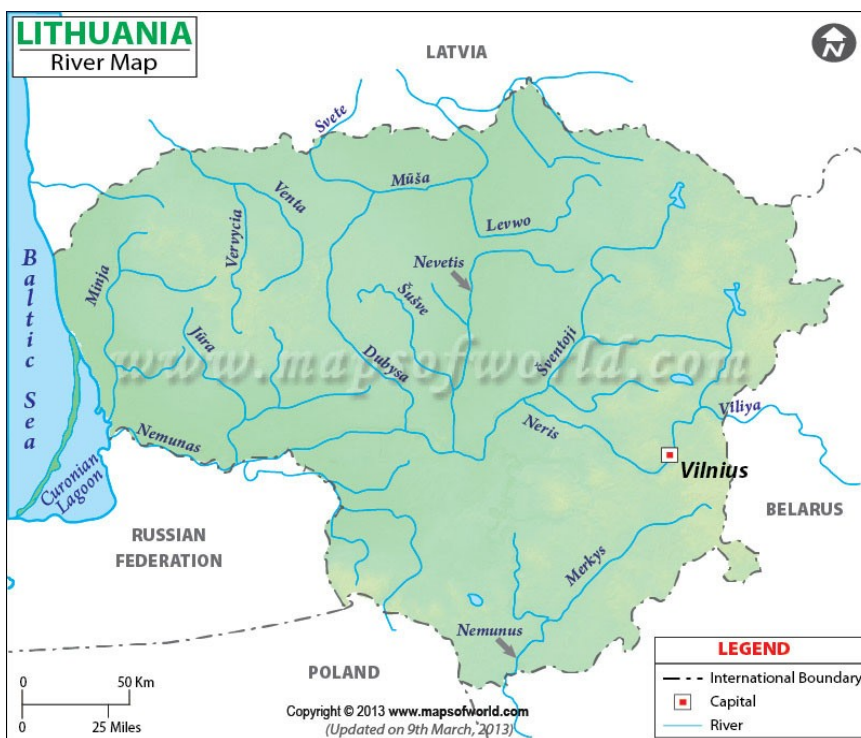 LITHUANIA
River Map
LATVIA
N
Svete
Mūša
Venta
Levwo
Vervycia
Nevetis
Minja
Šušve
Baltic Sea
Jūra
Šventoji
www.mapsofworld.com
Dubysa
Viliya
Neris
Nemunas
Vilnius
Curonian
Lagoon
BELARUS
RUSSIAN
FEDERATION
Merkys
Nemunus
LEGEND
POLAND
International Boundary
0 50 Km
Capital
0 25 Miles
Copyright © 2013 www.mapsofworld.com
(Updated on 9th March, 2013)
River